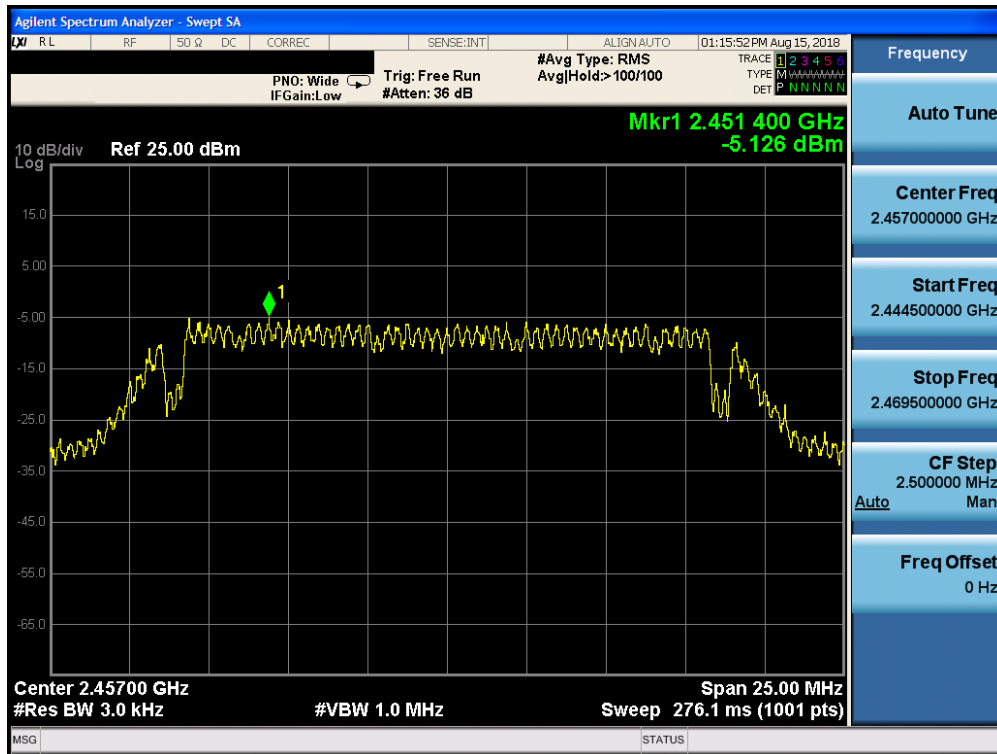 Agilent Spectrum Analyzer - Swept SA
LXI RL RF 50 Ω DC CORREC SENSE:INT ALIGN AUTO 01:15:52 PM Aug 15, 2018
Frequency
PNO: Wide
IFGain:Low
Trig: Free Run
#Atten: 36 dB
#Avg Type: RMS
Avg|Hold:>100/100
TRACE 1 2 3 4 5 6
TYPE M
DET P N N N N N
Auto Tune
Mkr1 2.451 400 GHz
-5.126 dBm
10 dB/div Ref 25.00 dBm
Log
15.0
5.00
-5.00
-15.0
-25.0
-35.0
-45.0
-55.0
-65.0
1
Center Freq
2.457000000 GHz
Start Freq
2.444500000 GHz
Stop Freq
2.469500000 GHz
CF Step
2.500000 MHz
Auto Man
Freq Offset
0 Hz
Center 2.45700 GHz Span 25.00 MHz
#Res BW 3.0 kHz #VBW 1.0 MHz Sweep 276.1 ms (1001 pts)
MSG STATUS